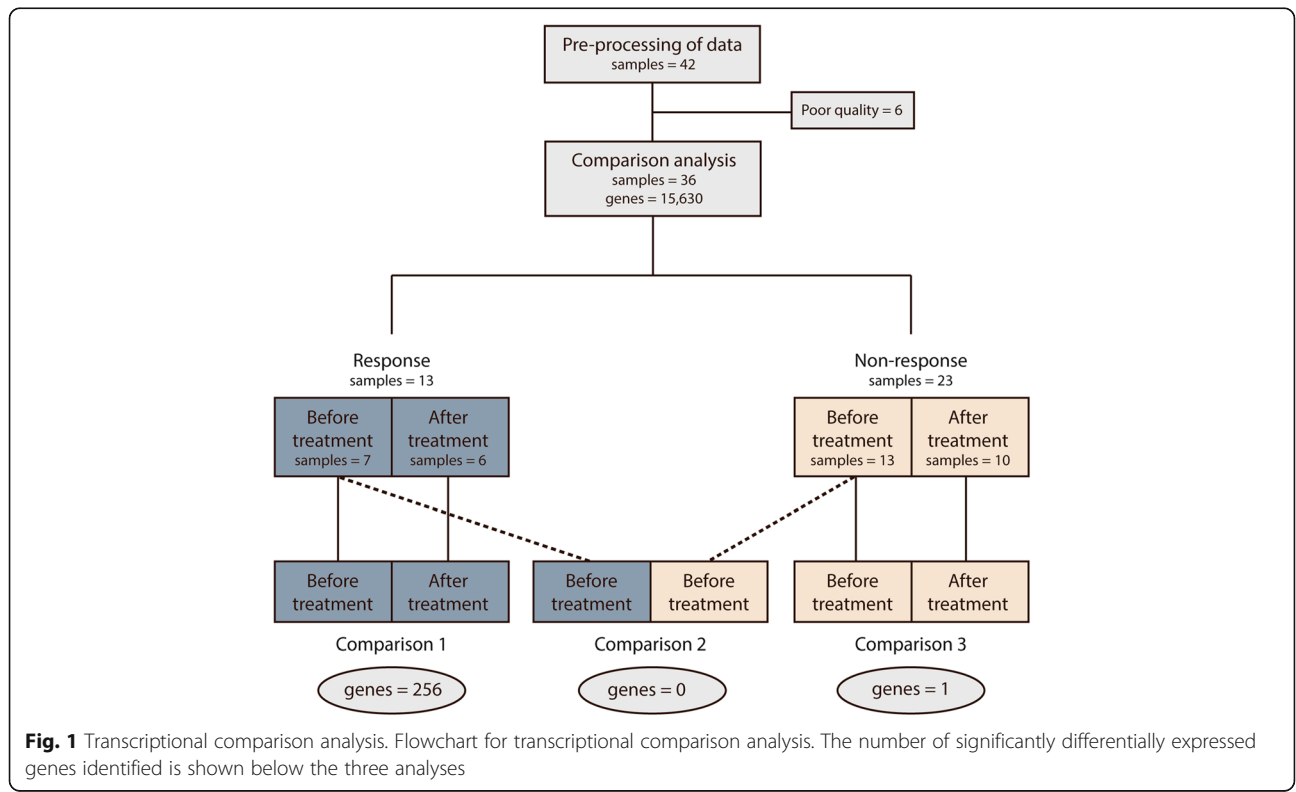 Pre-processing of data
samples = 42
Poor quality = 6
Comparison analysis
samples = 36
genes = 15,630
Response
samples = 13
Non-response
samples = 23
Before
treatment
samples = 7
After
treatment
samples = 6
Before
treatment
samples = 13
After
treatment
samples = 10
Before
treatment
After
treatment
Before
treatment
Before
treatment
Before
treatment
After
treatment
Comparison 1
Comparison 2
Comparison 3
genes = 256
genes = 0
genes = 1
Fig. 1 Transcriptional comparison analysis. Flowchart for transcriptional comparison analysis. The number of significantly differentially expressed
genes identified is shown below the three analyses